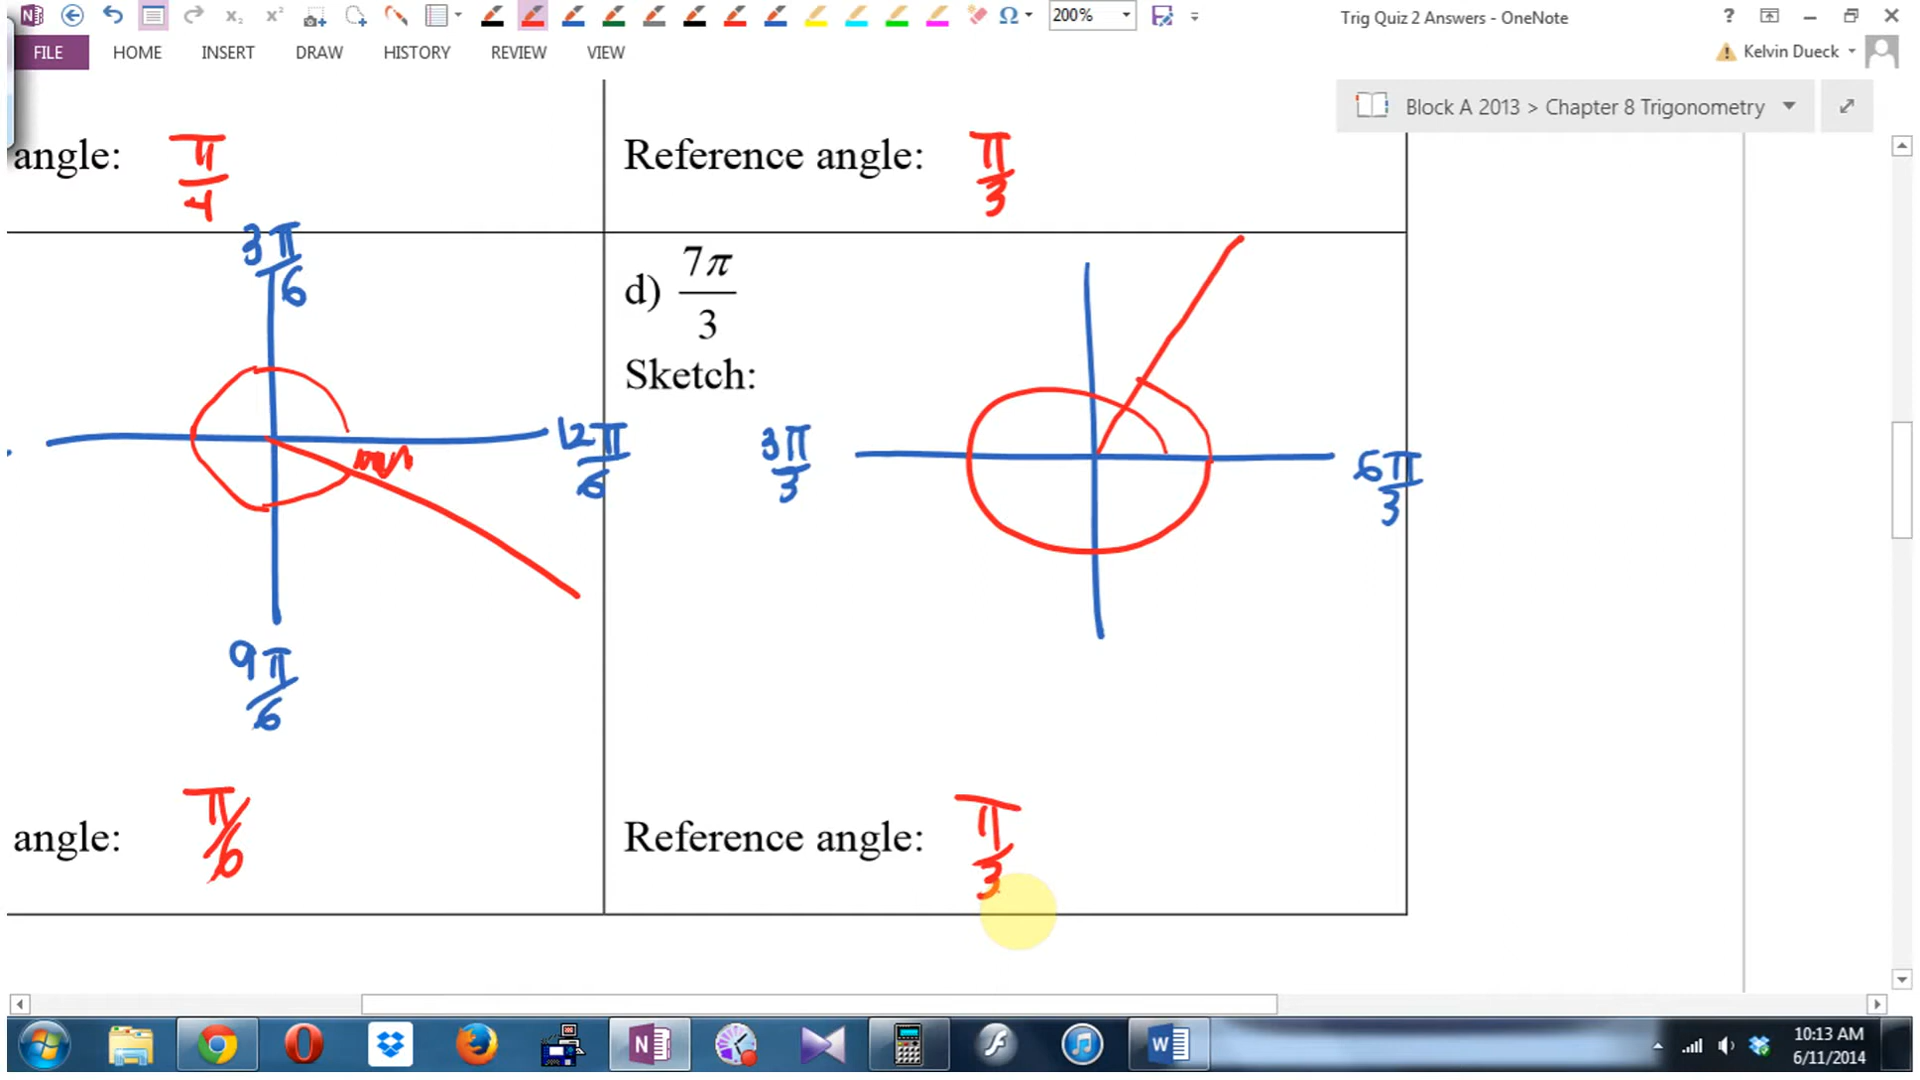 Trig Quiz 2 Answers - OneNote
200%
FILE HOME INSERT DRAW HISTORY REVIEW VIEW
Kelvin Dueck
Block A 2013 > Chapter 8 Trigonometry
angle: π/4
Reference angle: π/3
3π/6
12π/6
9π/6
angle: π/6
d) 7π/3
Sketch:
3π/3
6π/3
Reference angle: π/3
10:13 AM
6/11/2014